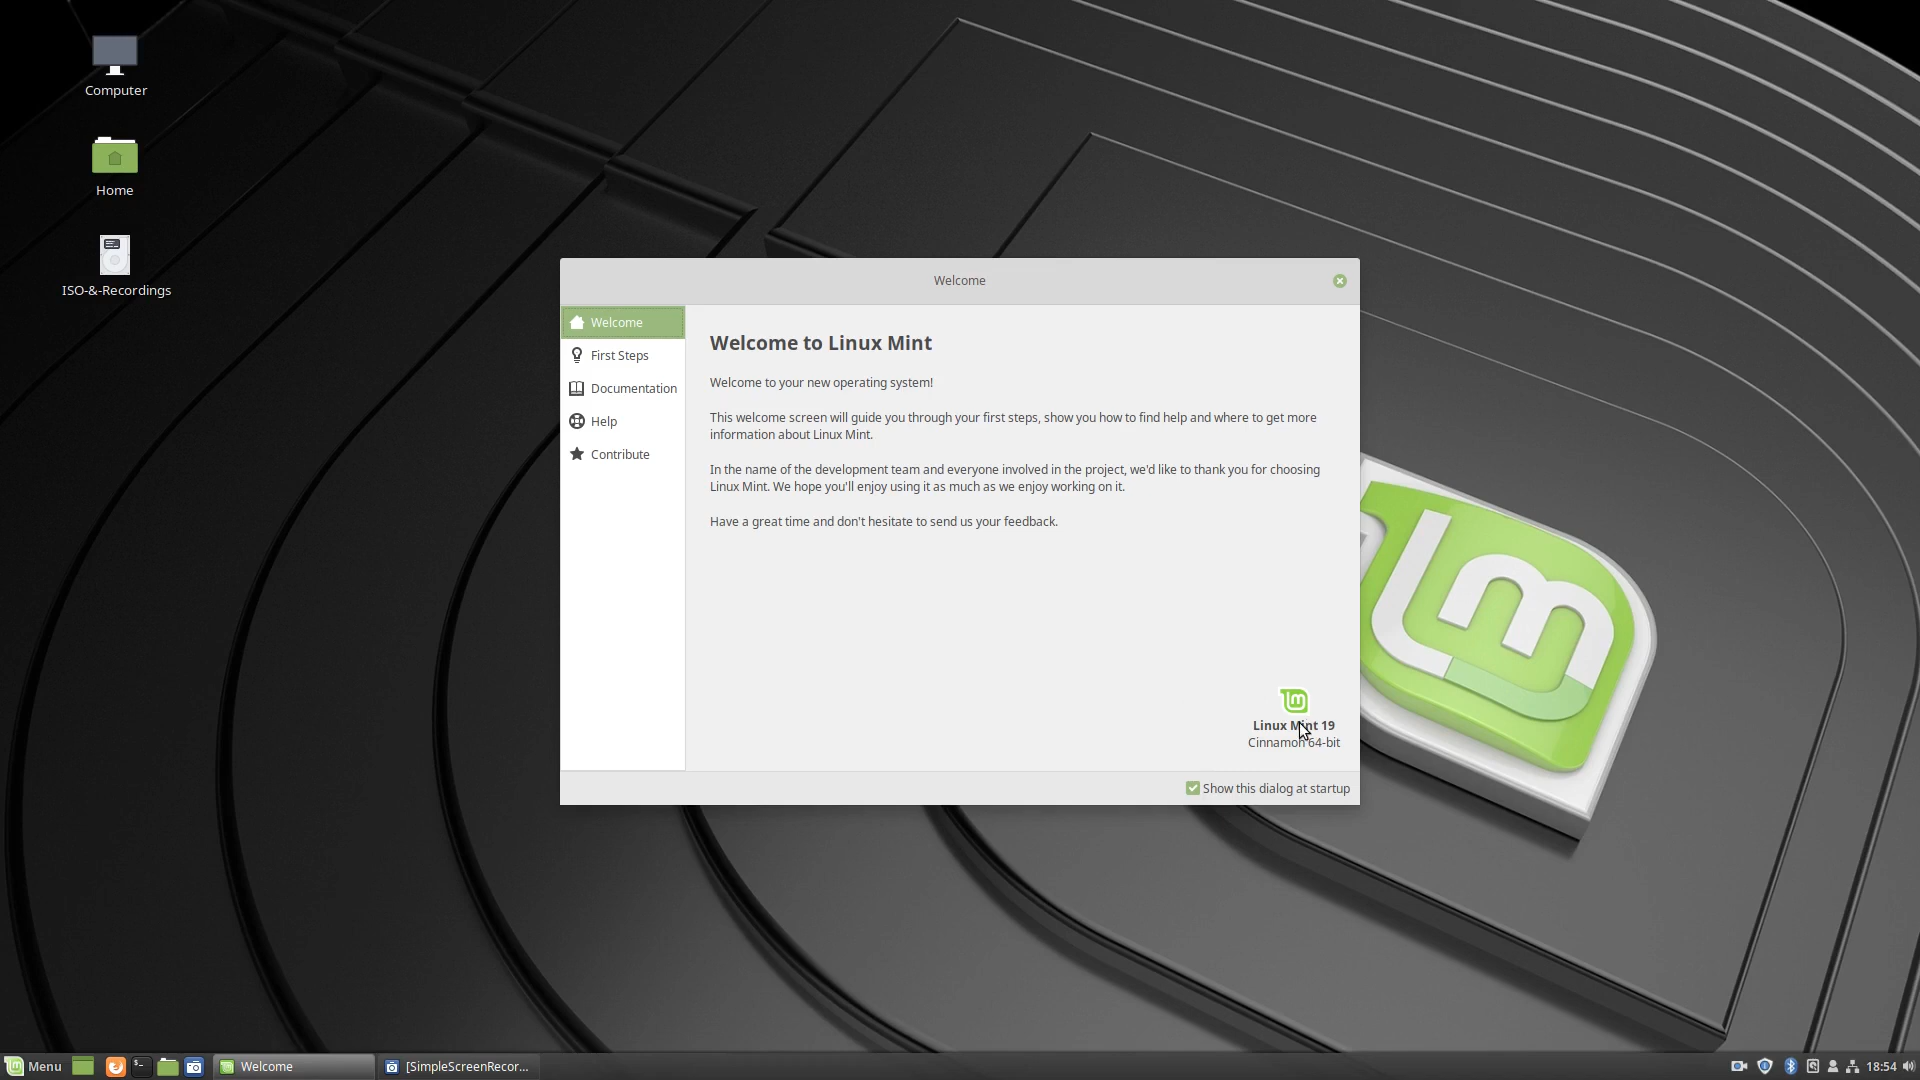 Computer
Home
ISO-&-Recordings
Welcome
Welcome
First Steps
Documentation
Help
Contribute
Welcome to Linux Mint
Welcome to your new operating system!
This welcome screen will guide you through your first steps, show you how to find help and where to get more
information about Linux Mint.
In the name of the development team and everyone involved in the project, we'd like to thank you for choosing
Linux Mint. We hope you'll enjoy using it as much as we enjoy working on it.
Have a great time and don't hesitate to send us your feedback.
Linux Mint 19
Cinnamon 64-bit
Show this dialog at startup
Menu
Welcome
[SimpleScreenRecor...
18:54